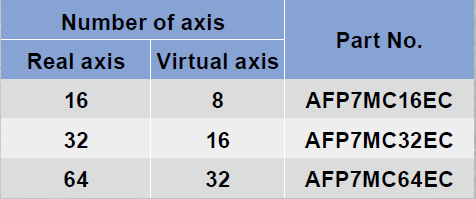 Number of axis
Part No.
Real axis Virtual axis
16 8 AFP7MC16EC
32 16 AFP7MC32EC
64 32 AFP7MC64EC